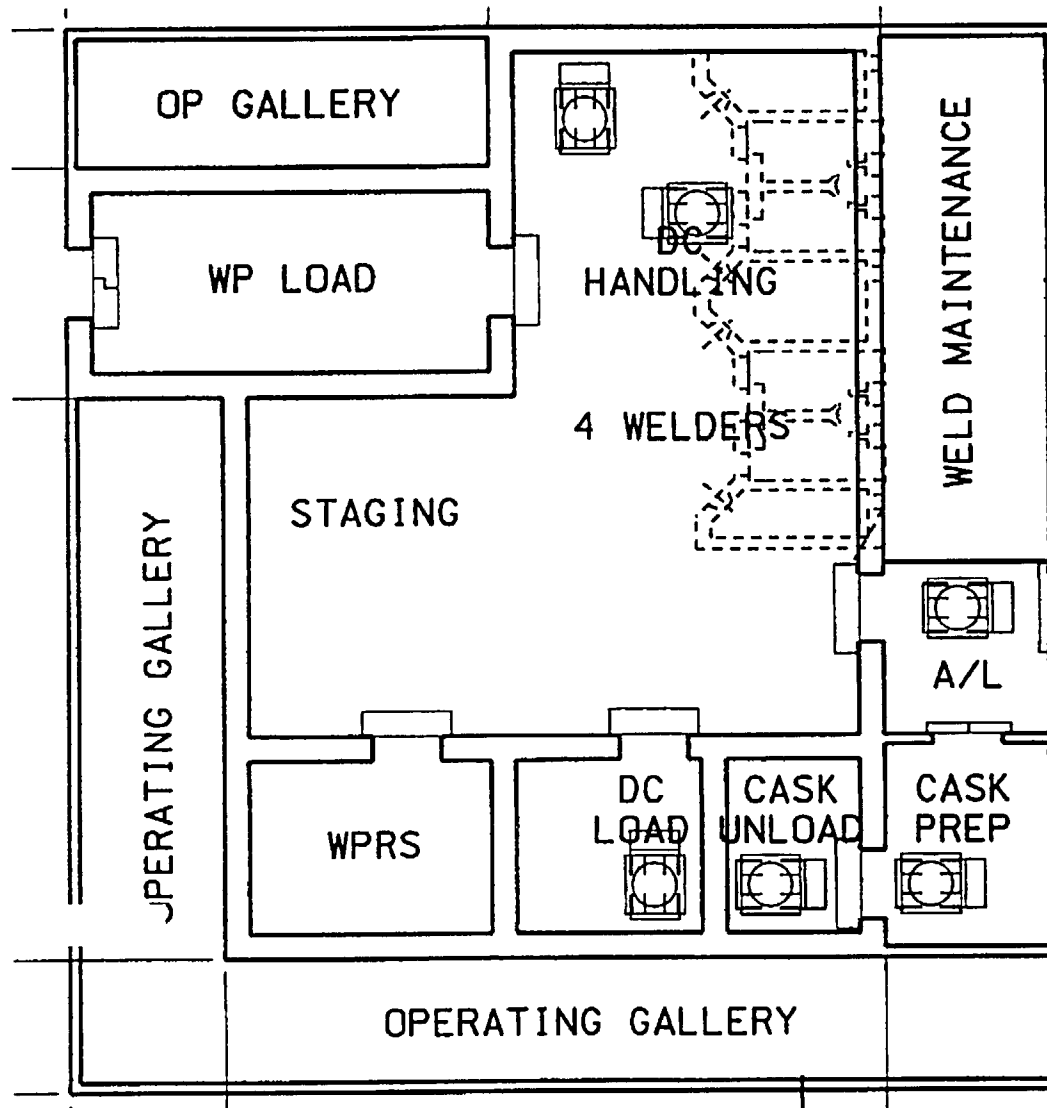 OP GALLERY
WP LOAD
DC
HANDLING
4 WELDERS
WELD MAINTENANCE
STAGING
OPERATING GALLERY
A/L
WPRS
DC
LOAD
CASK
UNLOAD
CASK
PREP
OPERATING GALLERY